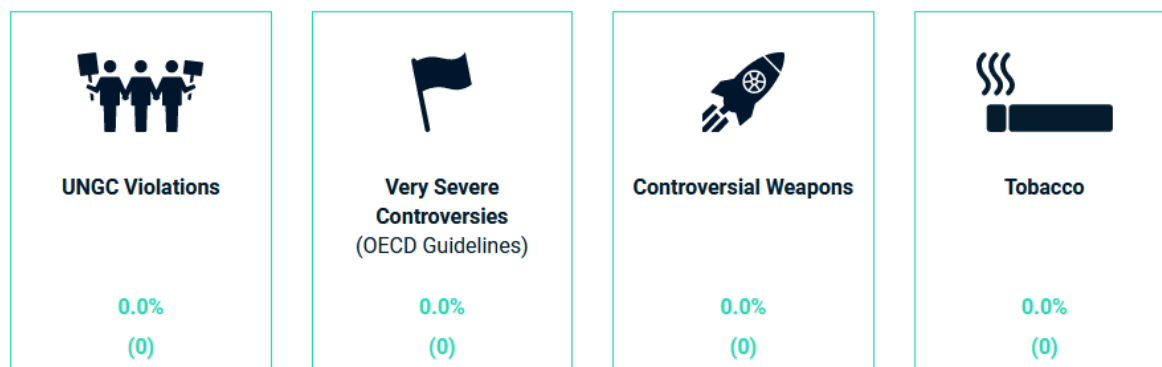 UNGC Violations
0.0%
(0)
Very Severe
Controversies
(OECD Guidelines)
0.0%
(0)
Controversial Weapons
0.0%
(0)
Tobacco
0.0%
(0)